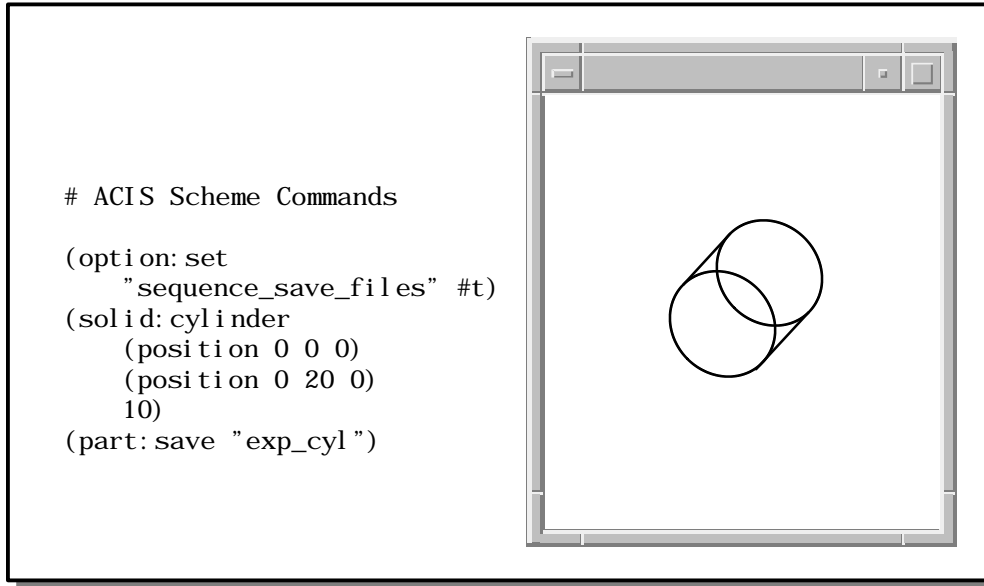 # ACIS Scheme Commands
(option:set
"sequence_save_files" #t)
(solid:cylinder
(position 0 0 0)
(position 0 20 0)
10)
(part:save "exp_cyl")